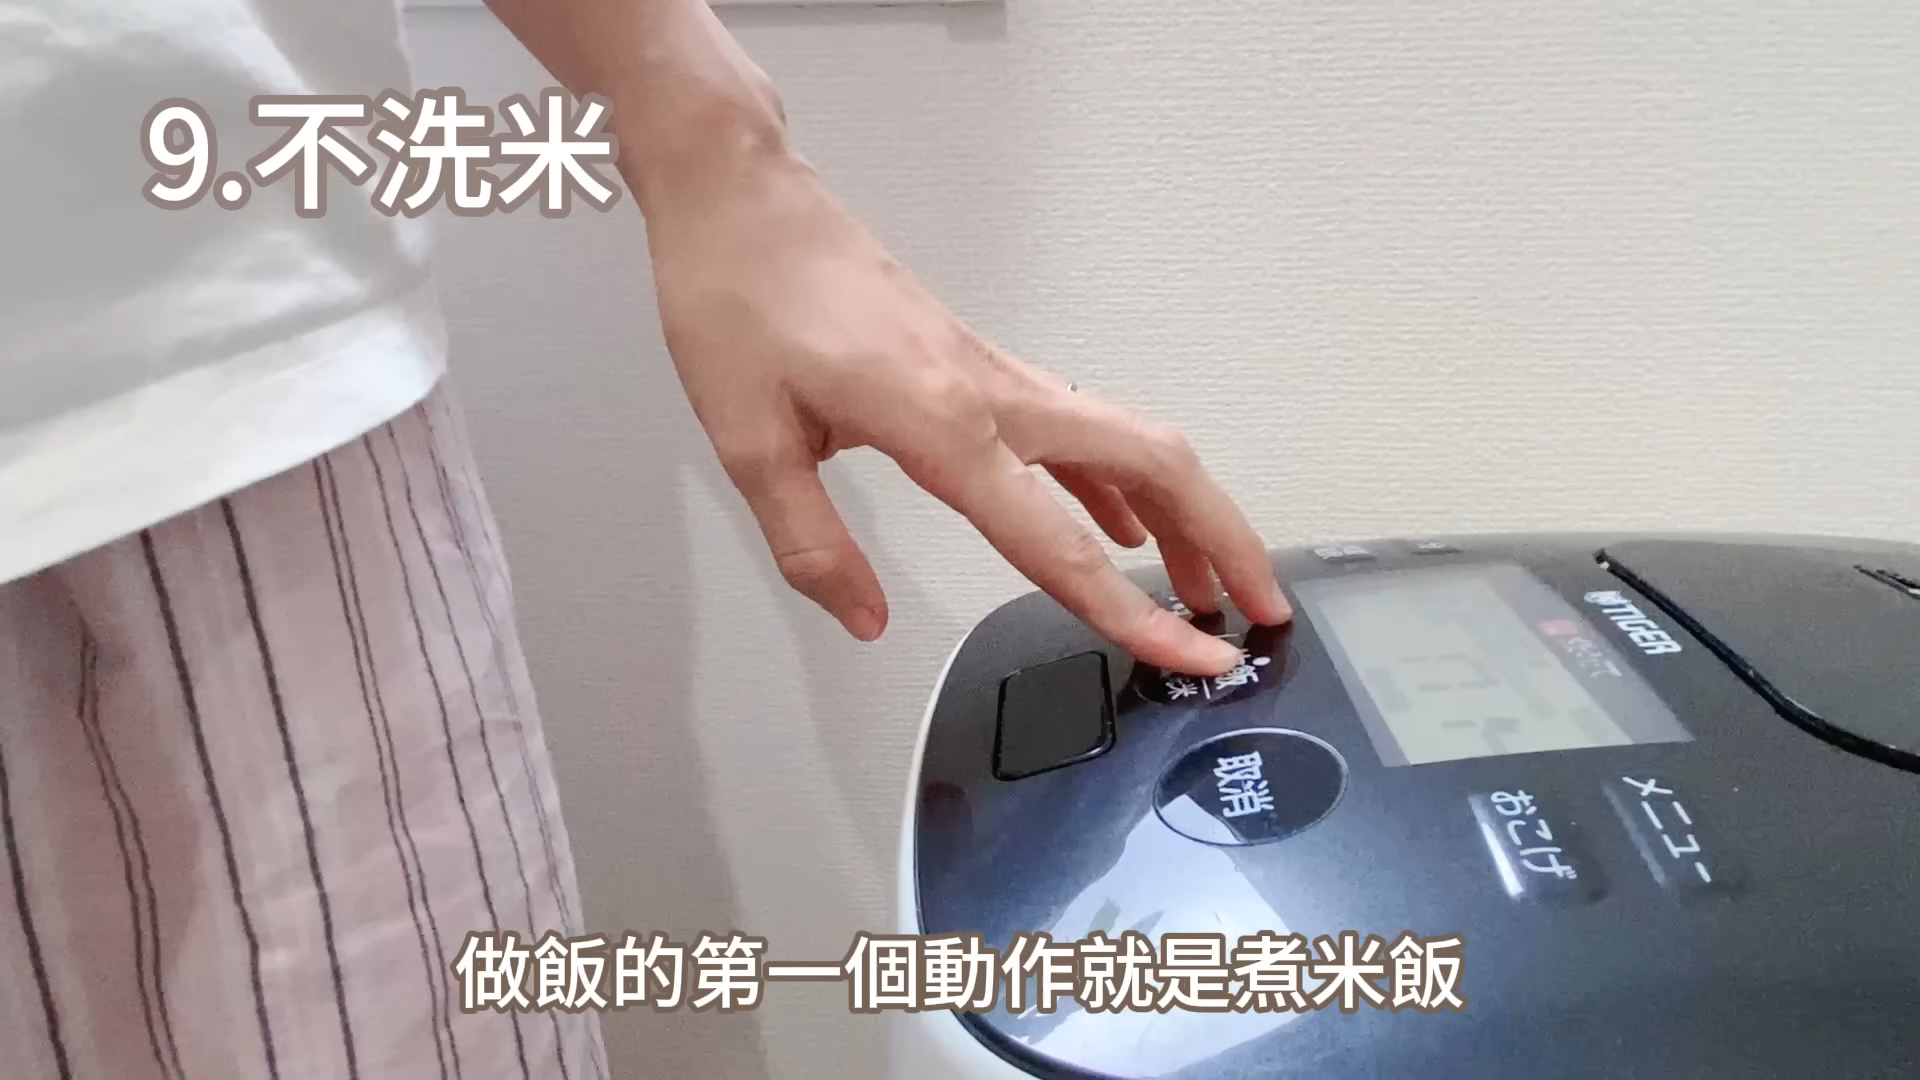 9.不洗米
TIGER
炊飯
取消
おこげ
メニュー
做飯的第一個動作就是煮米飯